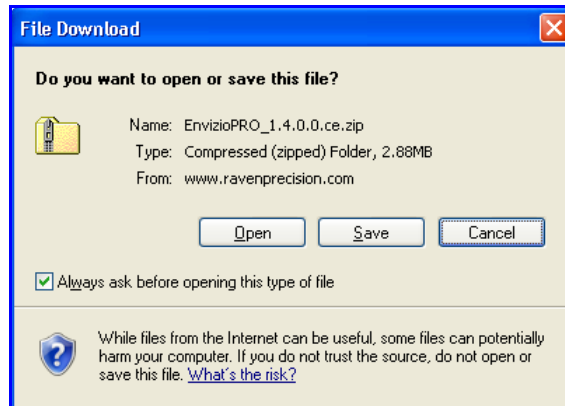 File Download
Do you want to open or save this file?
Name: EnvizioPRO_1.4.0.0.ce.zip
Type: Compressed (zipped) Folder, 2.88MB
From: www.ravenprecision.com
Open Save Cancel
Always ask before opening this type of file
While files from the Internet can be useful, some files can potentially
harm your computer. If you do not trust the source, do not open or
save this file. What's the risk?